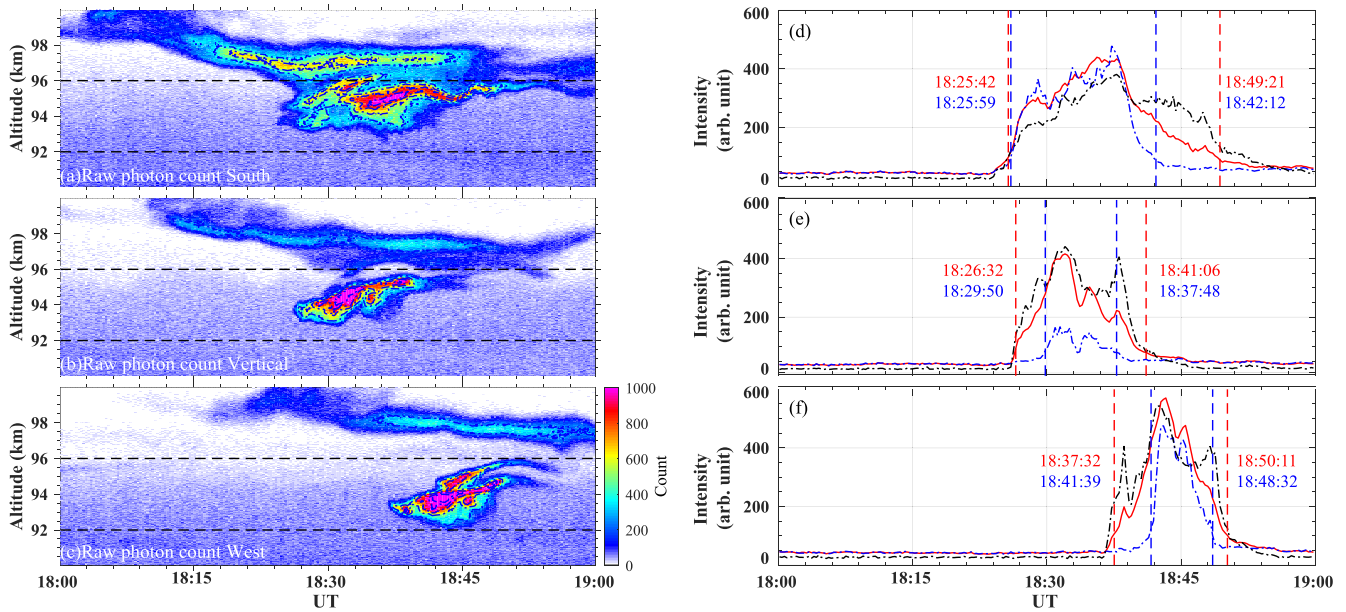 Altitude (km)
98
96
94
92
(a)Raw photon count South
Altitude (km)
98
96
94
92
(b)Raw photon count Vertical
Altitude (km)
98
96
94
92
(c)Raw photon count West
1000
800
600
400
200
0
Count
18:00
18:15
18:30
18:45
19:00
UT
Intensity
(arb. unit)
600
400
200
0
(d)
18:25:42
18:25:59
18:49:21
18:42:12
Intensity
(arb. unit)
600
400
200
0
(e)
18:26:32
18:29:50
18:41:06
18:37:48
Intensity
(arb. unit)
600
400
200
0
(f)
18:37:32
18:41:39
18:50:11
18:48:32
18:00
18:15
18:30
18:45
19:00
UT